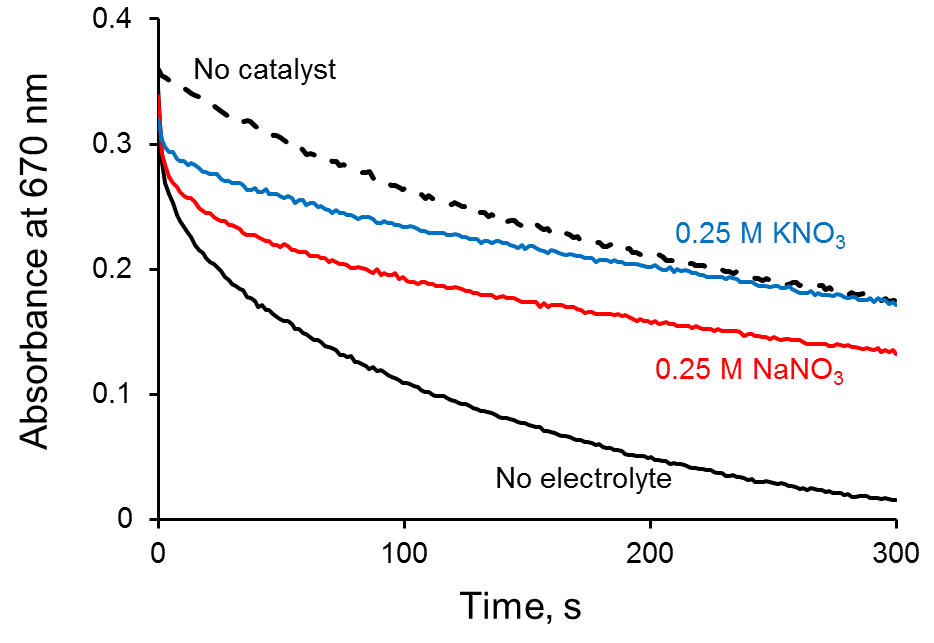 0.4
No catalyst
0.3
0.25 M KNO₃
0.2
0.25 M NaNO₃
0.1
No electrolyte
0
0 100 200 300
Absorbance at 670 nm
Time, s